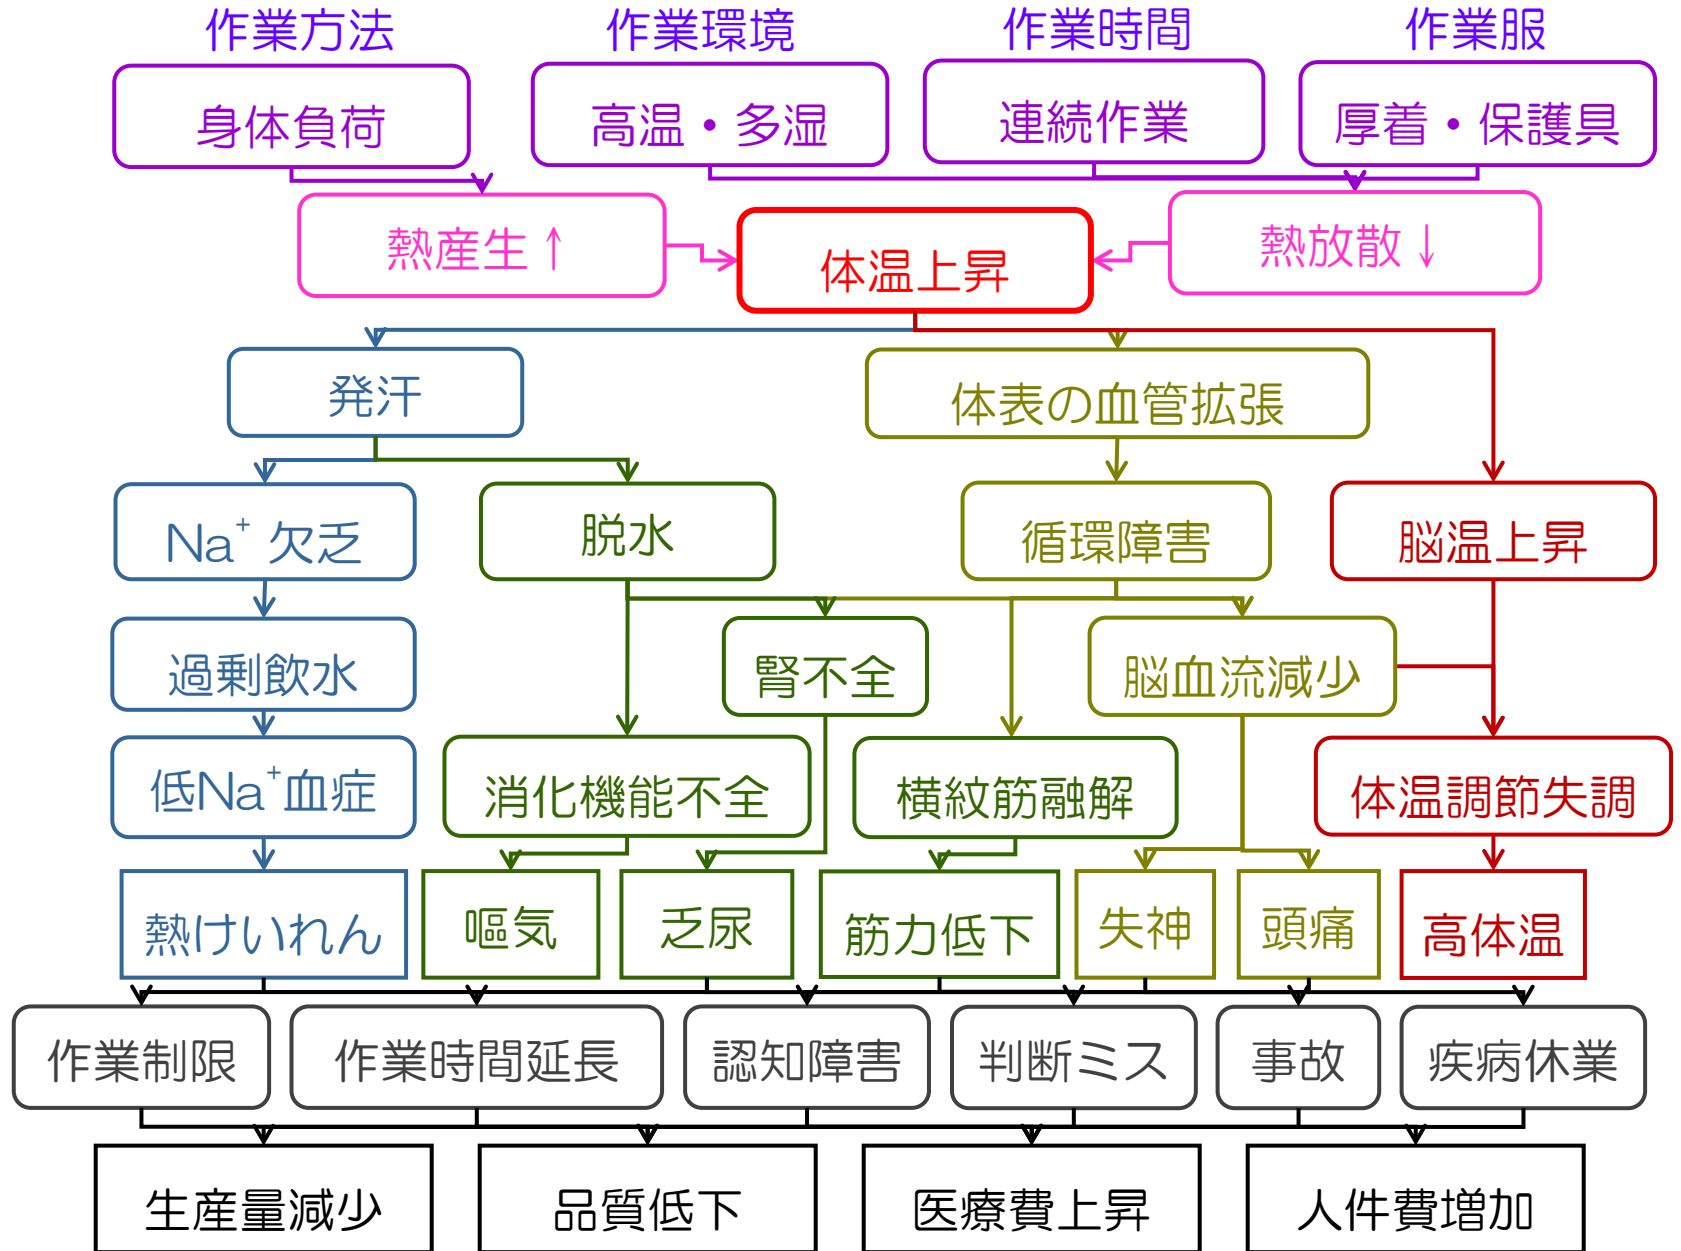 作業方法 作業環境 作業時間 作業服
身体負荷 高温・多湿 連続作業 厚着・保護具
熱産生↑ 体温上昇 熱放散↓
発汗 体表の血管拡張
Na⁺ 欠乏 脱水 循環障害 脳温上昇
過剰飲水 腎不全 脳血流減少
低Na⁺血症 消化機能不全 横紋筋融解 体温調節失調
熱けいれん 嘔気 乏尿 筋力低下 失神 頭痛 高体温
作業制限 作業時間延長 認知障害 判断ミス 事故 疾病休業
生産量減少 品質低下 医療費上昇 人件費増加